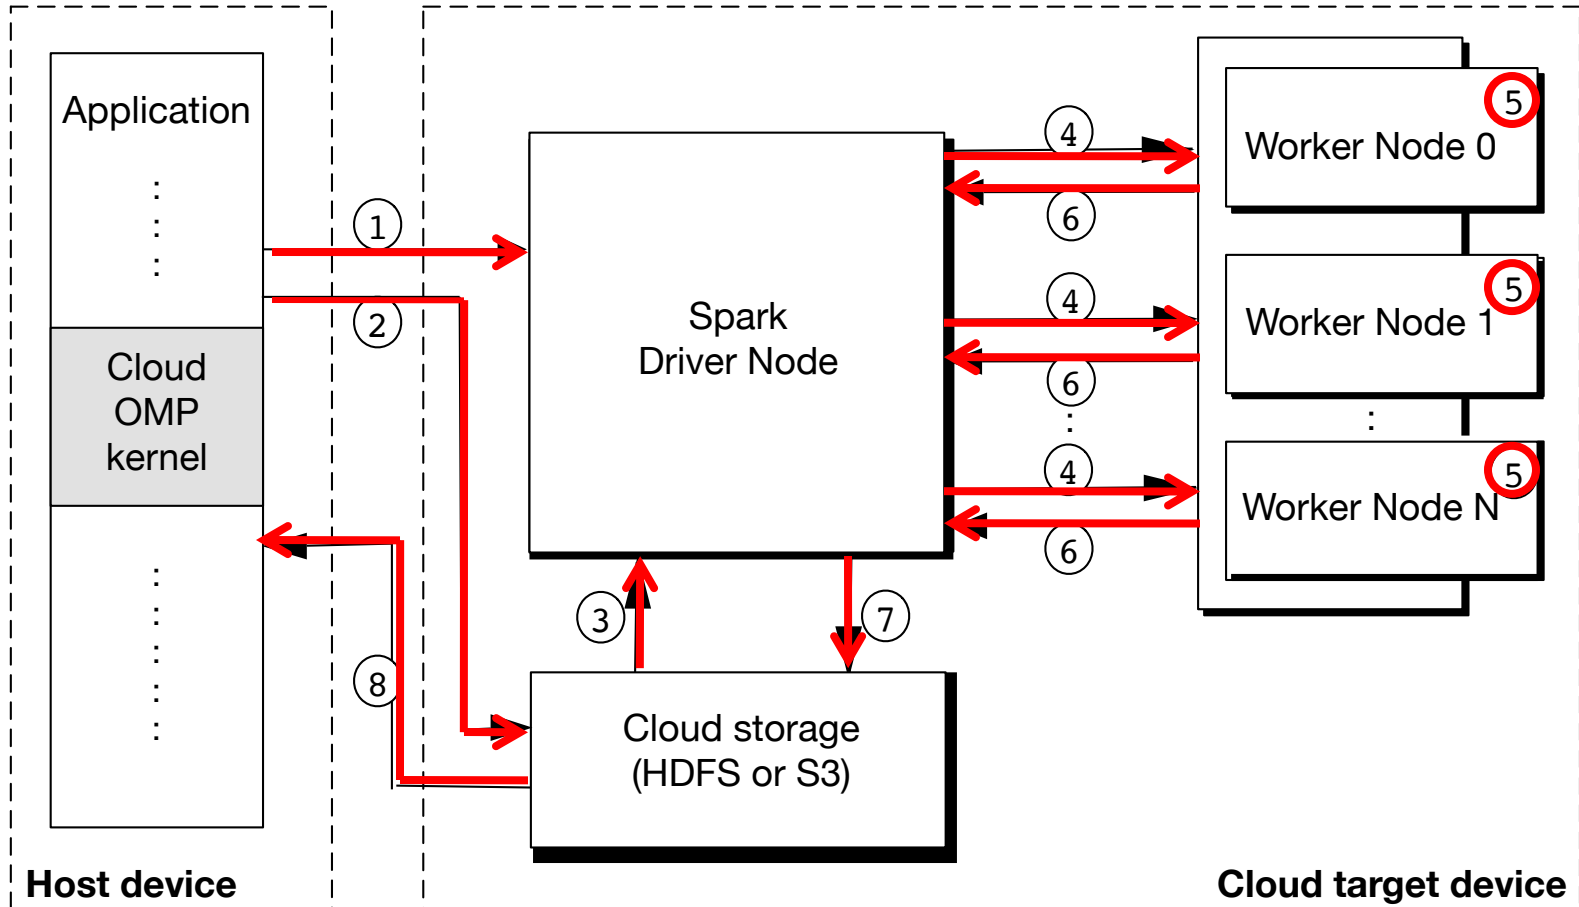 Application
Cloud
OMP
kernel
Host device
1
2
8
Spark
Driver Node
3
7
Cloud storage
(HDFS or S3)
4
6
4
6
4
6
5
Worker Node 0
5
Worker Node 1
5
Worker Node N
Cloud target device